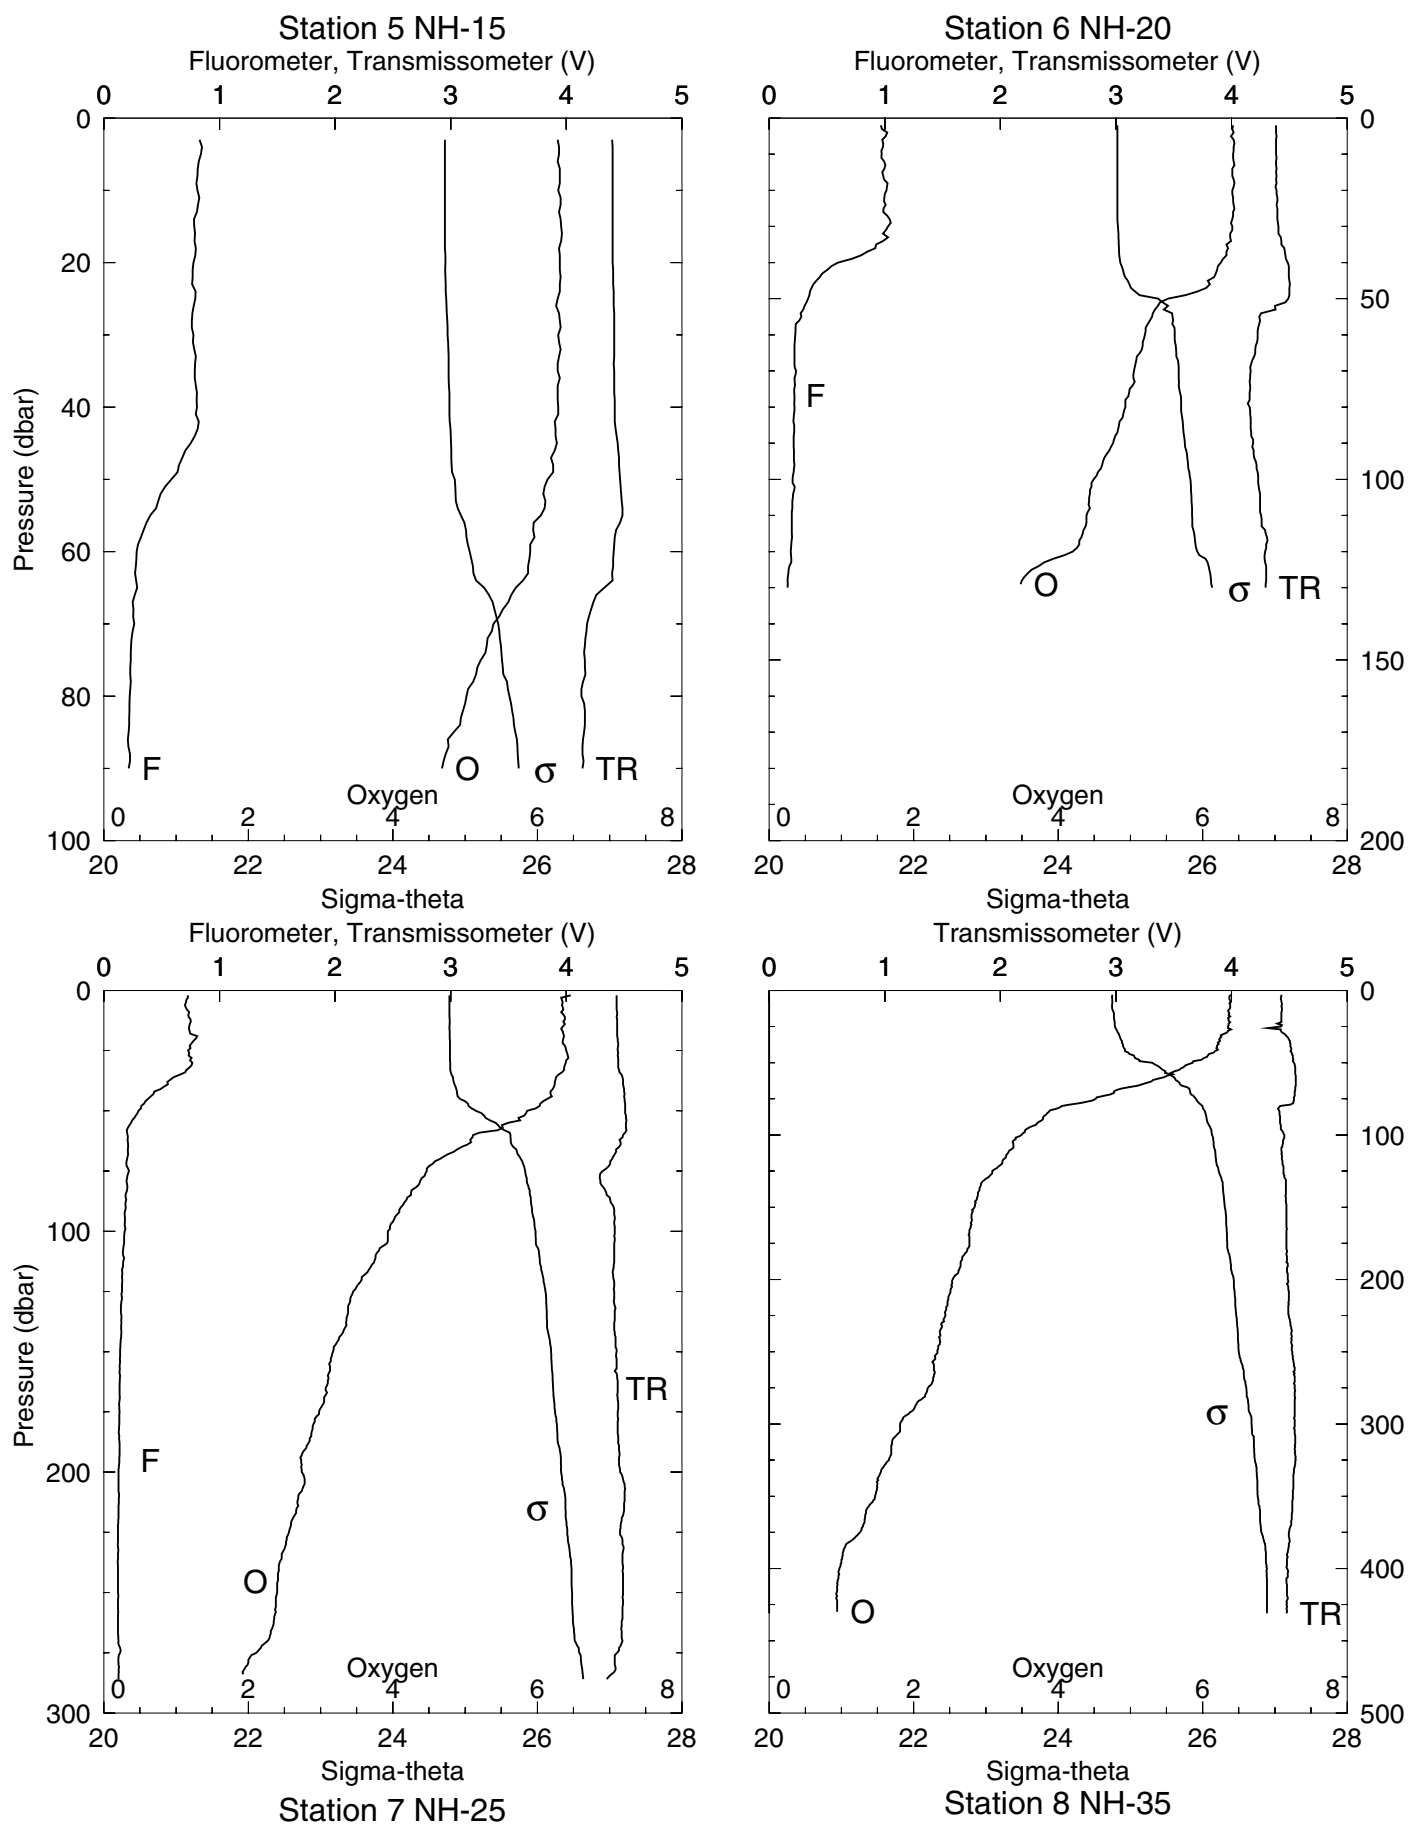 Station 5 NH-15
Fluorometer, Transmissometer (V)
0 1 2 3 4 5
0
20
40
60
80
100
Pressure (dbar)
F
O
σ
TR
Oxygen
0 2 4 6 8
20 22 24 26 28
Sigma-theta
Station 6 NH-20
Fluorometer, Transmissometer (V)
0 1 2 3 4 5
0
50
100
150
200
F
O
σ
TR
Oxygen
0 2 4 6 8
20 22 24 26 28
Sigma-theta
Fluorometer, Transmissometer (V)
0 1 2 3 4 5
0
100
200
300
Pressure (dbar)
TR
F
σ
O
Oxygen
0 2 4 6 8
20 22 24 26 28
Sigma-theta
Station 7 NH-25
Transmissometer (V)
0 1 2 3 4 5
0
100
200
300
400
500
σ
O
TR
Oxygen
0 2 4 6 8
20 22 24 26 28
Sigma-theta
Station 8 NH-35